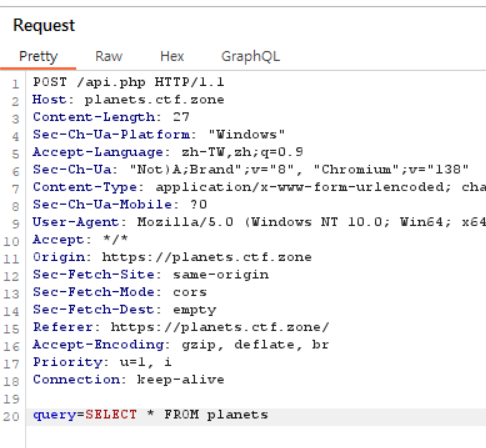 Request
Pretty Raw Hex GraphQL
1 POST /api.php HTTP/1.1
2 Host: planets.ctf.zone
3 Content-Length: 27
4 Sec-Ch-Ua-Platform: "Windows"
5 Accept-Language: zh-TW,zh;q=0.9
6 Sec-Ch-Ua: "Not)A;Brand";v="8", "Chromium";v="138"
7 Content-Type: application/x-www-form-urlencoded; cha
8 Sec-Ch-Ua-Mobile: ?0
9 User-Agent: Mozilla/5.0 (Windows NT 10.0; Win64; x64
10 Accept: */*
11 Origin: https://planets.ctf.zone
12 Sec-Fetch-Site: same-origin
13 Sec-Fetch-Mode: cors
14 Sec-Fetch-Dest: empty
15 Referer: https://planets.ctf.zone/
16 Accept-Encoding: gzip, deflate, br
17 Priority: u=1, i
18 Connection: keep-alive
19
20 query=SELECT * FROM planets